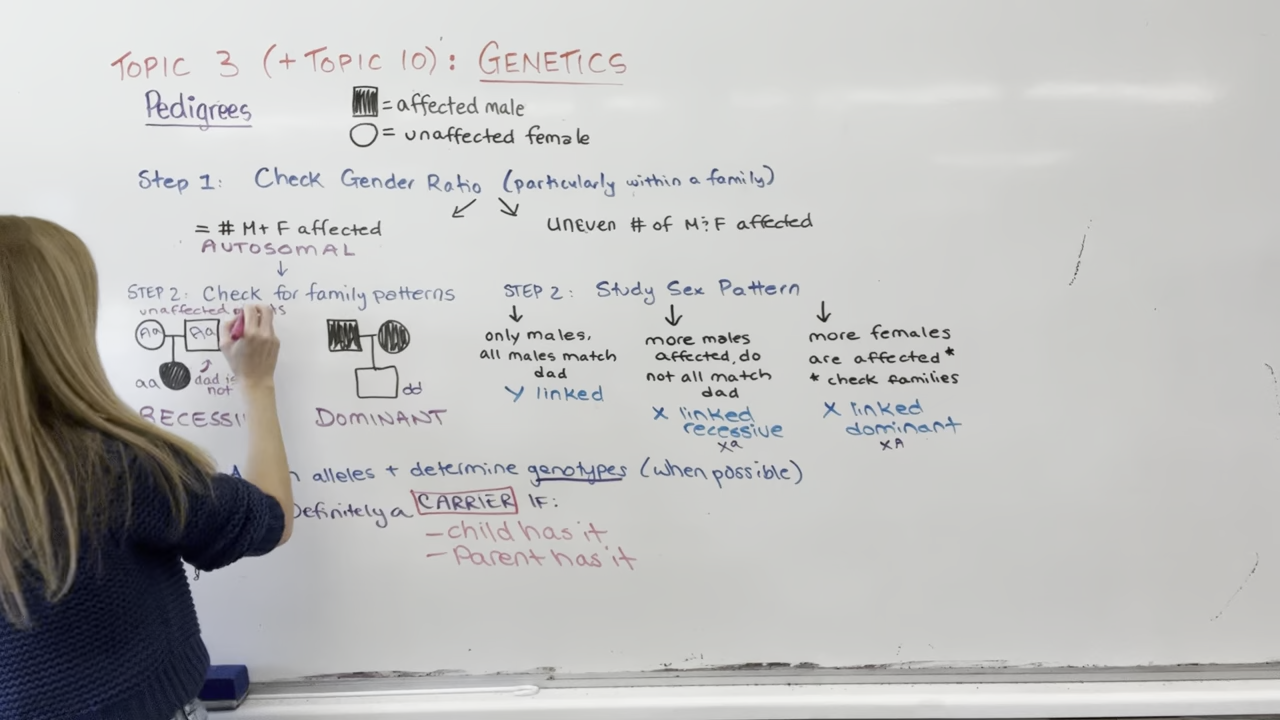 TOPIC 3 (+ TOPIC 10): GENETICS
Pedigrees
= affected male
= unaffected female
Step 1: Check Gender Ratio (particularly within a family)
= # M + F affected
AUTOSOMAL
uneven # of M : F affected
STEP 2: Check for family patterns
unaffected
Aa Aa
aa
dad is
not
RECESSI
dd
DOMINANT
STEP 2: Study Sex Pattern
only males,
all males match
dad
Y linked
more males
affected, do
not all match
dad
X linked
recessive
Xa
more females
are affected*
* check families
X linked
dominant
XA
alleles + determine genotypes (when possible)
Definitely a CARRIER IF:
- child has it
- Parent has it